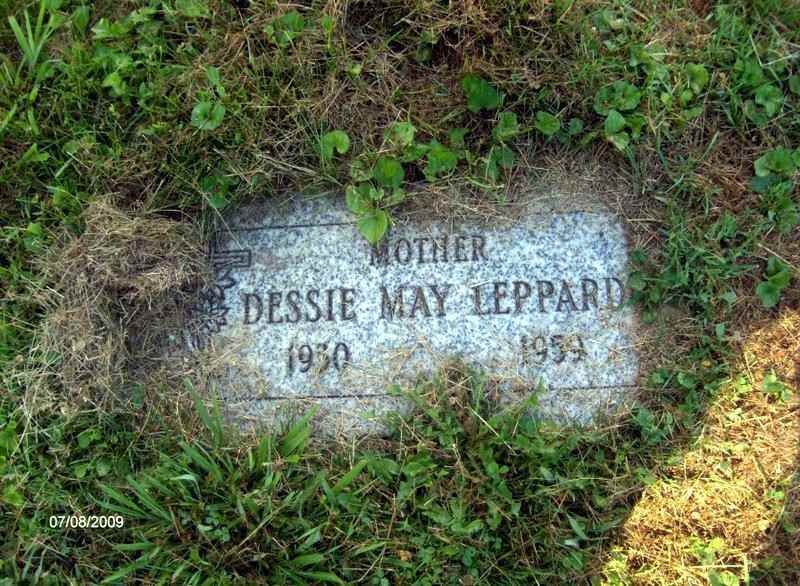 MOTHER
DESSIE MAY LEPPARD
1930 1959
07/08/2009